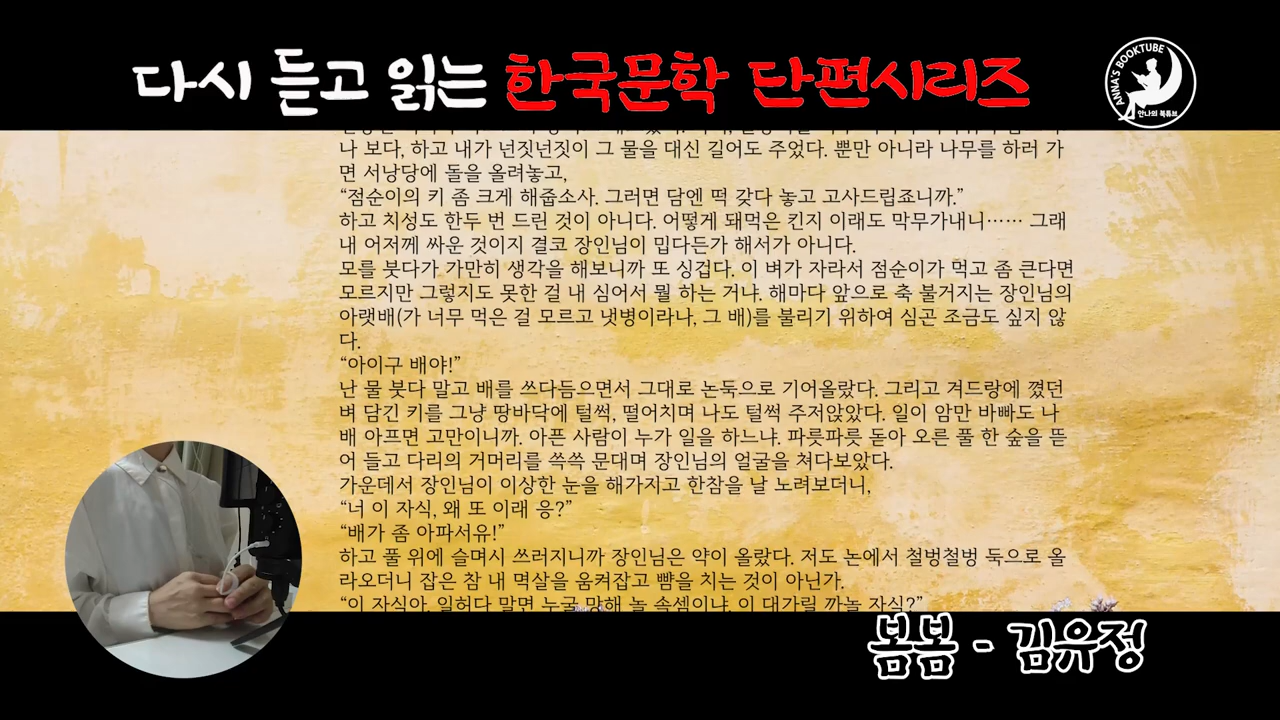 다시 듣고 읽는 한국문학 단편시리즈
ANNA'S BOOKTUBE
안나의 북튜브
나 보다, 하고 내가 넌짓넌짓이 그 물을 대신 길어도 주었다. 뿐만 아니라 나무를 하러 가
면 서낭당에 돌을 올려놓고,
“점순이의 키 좀 크게 해줍소사. 그러면 담엔 떡 갖다 놓고 고사드립죠니까.”
하고 치성도 한두 번 드린 것이 아니다. 어떻게 돼먹은 킨지 이래도 막무가내니…… 그래
내 어저께 싸운 것이지 결코 장인님이 밉다든가 해서가 아니다.
모를 붓다가 가만히 생각을 해보니까 또 싱겁다. 이 벼가 자라서 점순이가 먹고 좀 큰다면
모르지만 그렇지도 못한 걸 내 심어서 뭘 하는 거냐. 해마다 앞으로 축 불거지는 장인님의
아랫배(가 너무 먹은 걸 모르고 냇병이라나, 그 배)를 불리기 위하여 심곤 조금도 싶지 않
다.
“아이구 배야!”
난 물 붓다 말고 배를 쓰다듬으면서 그대로 논둑으로 기어올랐다. 그리고 겨드랑에 꼈던
벼 담긴 키를 그냥 땅바닥에 털썩, 떨어치며 나도 털썩 주저앉았다. 일이 암만 바빠도 나
배 아프면 고만이니까. 아픈 사람이 누가 일을 하느냐. 파릇파릇 돋아 오른 풀 한 숲을 뜯
어 들고 다리의 거머리를 쓱쓱 문대며 장인님의 얼굴을 쳐다보았다.
가운데서 장인님이 이상한 눈을 해가지고 한참을 날 노려보더니,
“너 이 자식, 왜 또 이래 응?”
“배가 좀 아파서유!”
하고 풀 위에 슬며시 쓰러지니까 장인님은 약이 올랐다. 저도 논에서 철벙철벙 둑으로 올
라오더니 잡은 참 내 멱살을 움켜잡고 뺨을 치는 것이 아닌가.
“이 자식아, 일허다 말면 누굴 망해 놀 속셈이냐. 이 대가릴 까놀 자식?”
봄봄 - 김유정